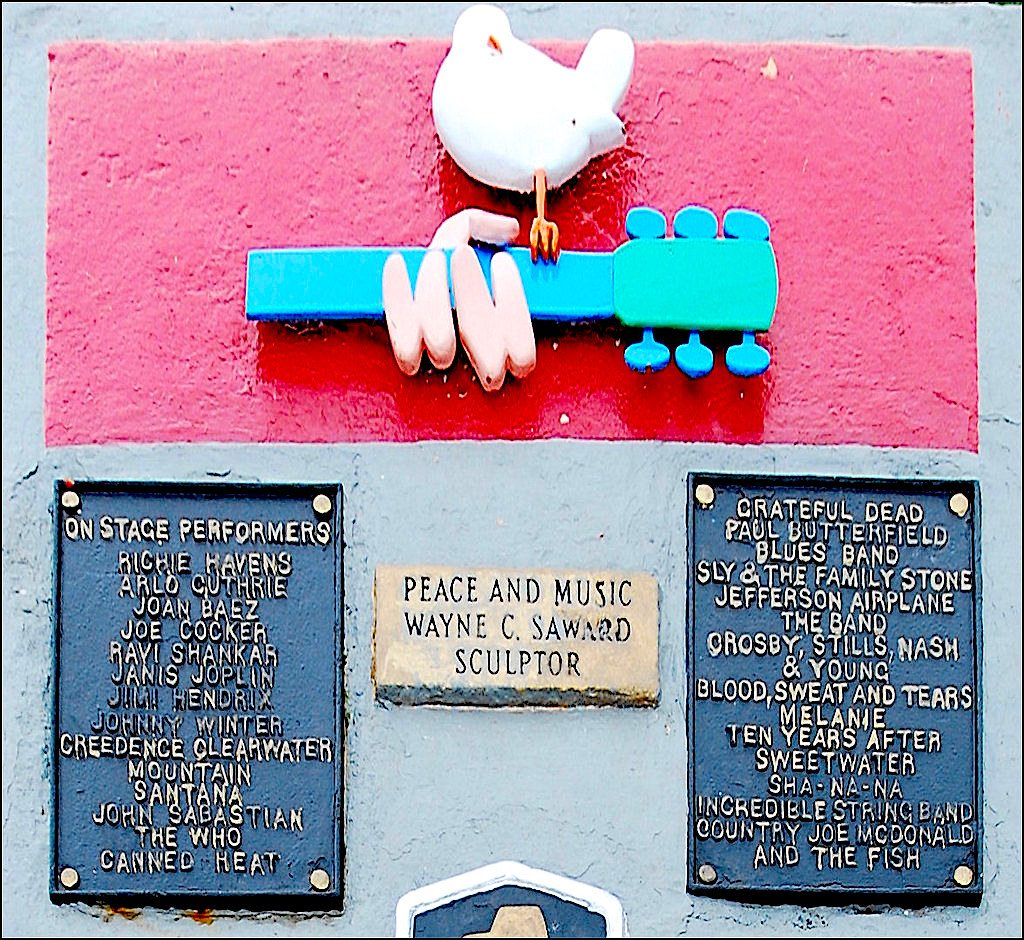 ON STAGE PERFORMERS
RICHIE HAVENS
ARLO GUTHRIE
JOAN BAEZ
JOE COCKER
RAVI SHANKAR
JANIS JOPLIN
JIMI HENDRIX
JOHNNY WINTER
CREEDENCE CLEARWATER
MOUNTAIN
SANTANA
JOHN SABASTIAN
THE WHO
CANNED HEAT
PEACE AND MUSIC
WAYNE C. SAWARD
SCULPTOR
GRATEFUL DEAD
PAUL BUTTERFIELD
BLUES BAND
SLY & THE FAMILY STONE
JEFFERSON AIRPLANE
THE BAND
CROSBY, STILLS, NASH
& YOUNG
BLOOD, SWEAT AND TEARS
MELANIE
TEN YEARS AFTER
SWEETWATER
SHA-NA-NA
INCREDIBLE STRING BAND
COUNTRY JOE MCDONALD
AND THE FISH